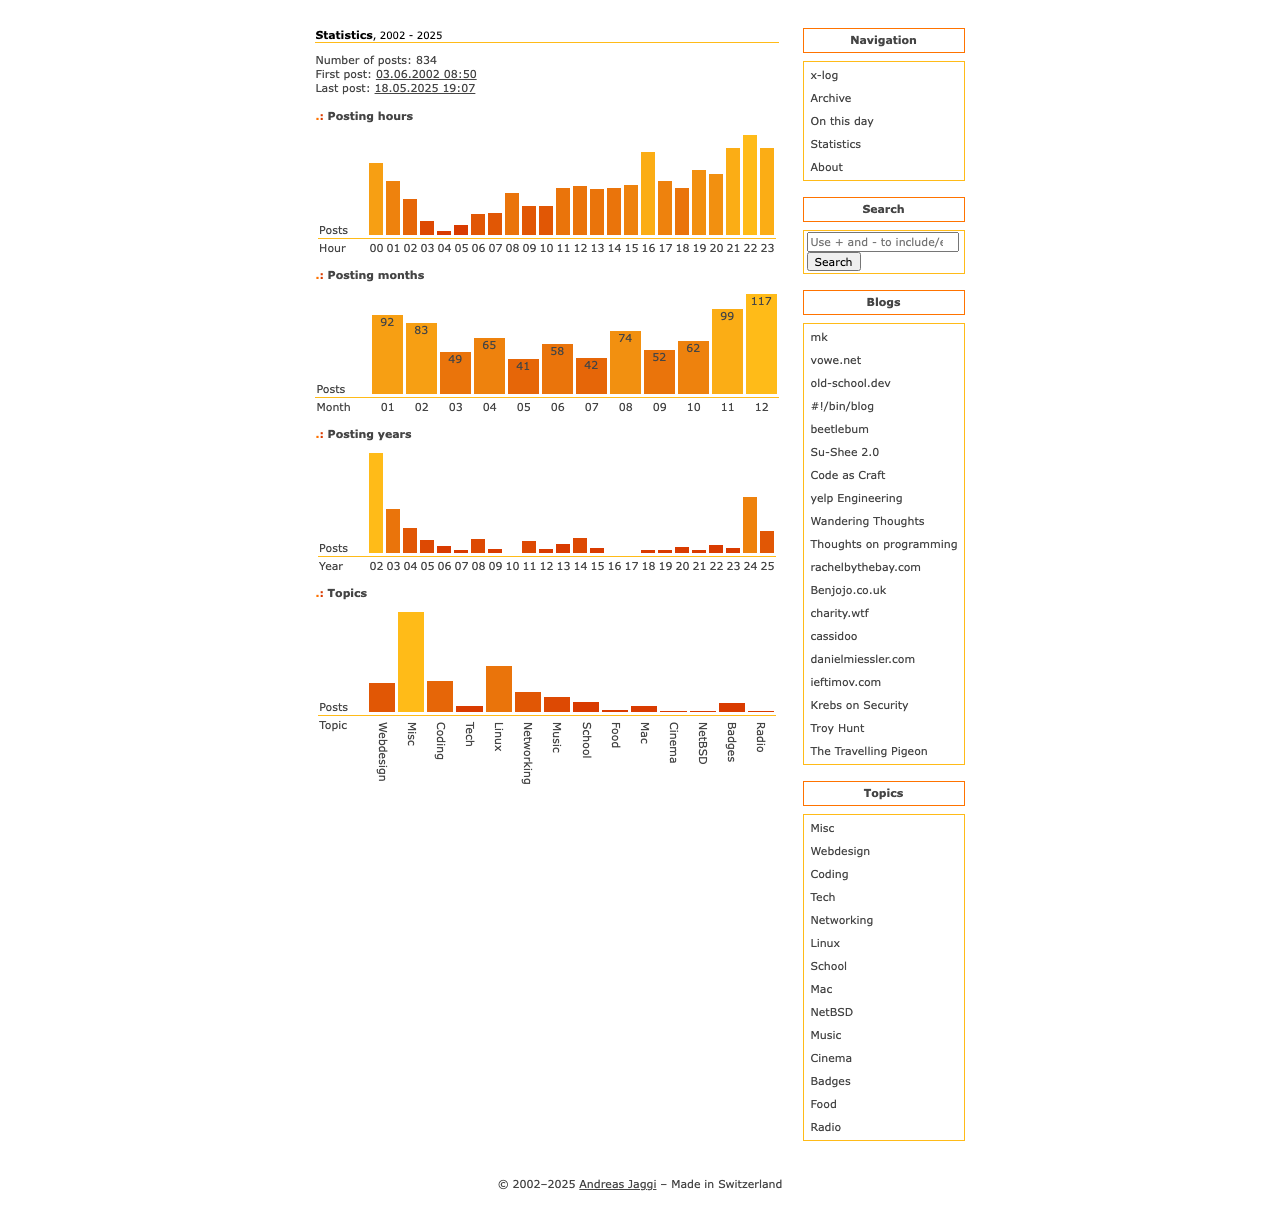 Statistics, 2002 - 2025
Number of posts: 834
First post: 03.06.2002 08:50
Last post: 18.05.2025 19:07
.: Posting hours
Posts
Hour 00 01 02 03 04 05 06 07 08 09 10 11 12 13 14 15 16 17 18 19 20 21 22 23
.: Posting months
92 83 49 65 41 58 42 74 52 62 99 117
Posts
Month 01 02 03 04 05 06 07 08 09 10 11 12
.: Posting years
Posts
Year 02 03 04 05 06 07 08 09 10 11 12 13 14 15 16 17 18 19 20 21 22 23 24 25
.: Topics
Posts
Topic Webdesign Misc Coding Tech Linux Networking Music School Food Mac Cinema NetBSD Badges Radio
Navigation
x-log
Archive
On this day
Statistics
About
Search
Use + and - to include/e
Search
Blogs
mk
vowe.net
old-school.dev
#!/bin/blog
beetlebum
Su-Shee 2.0
Code as Craft
yelp Engineering
Wandering Thoughts
Thoughts on programming
rachelbythebay.com
Benjojo.co.uk
charity.wtf
cassidoo
danielmiessler.com
ieftimov.com
Krebs on Security
Troy Hunt
The Travelling Pigeon
Topics
Misc
Webdesign
Coding
Tech
Networking
Linux
School
Mac
NetBSD
Music
Cinema
Badges
Food
Radio
© 2002–2025 Andreas Jaggi – Made in Switzerland